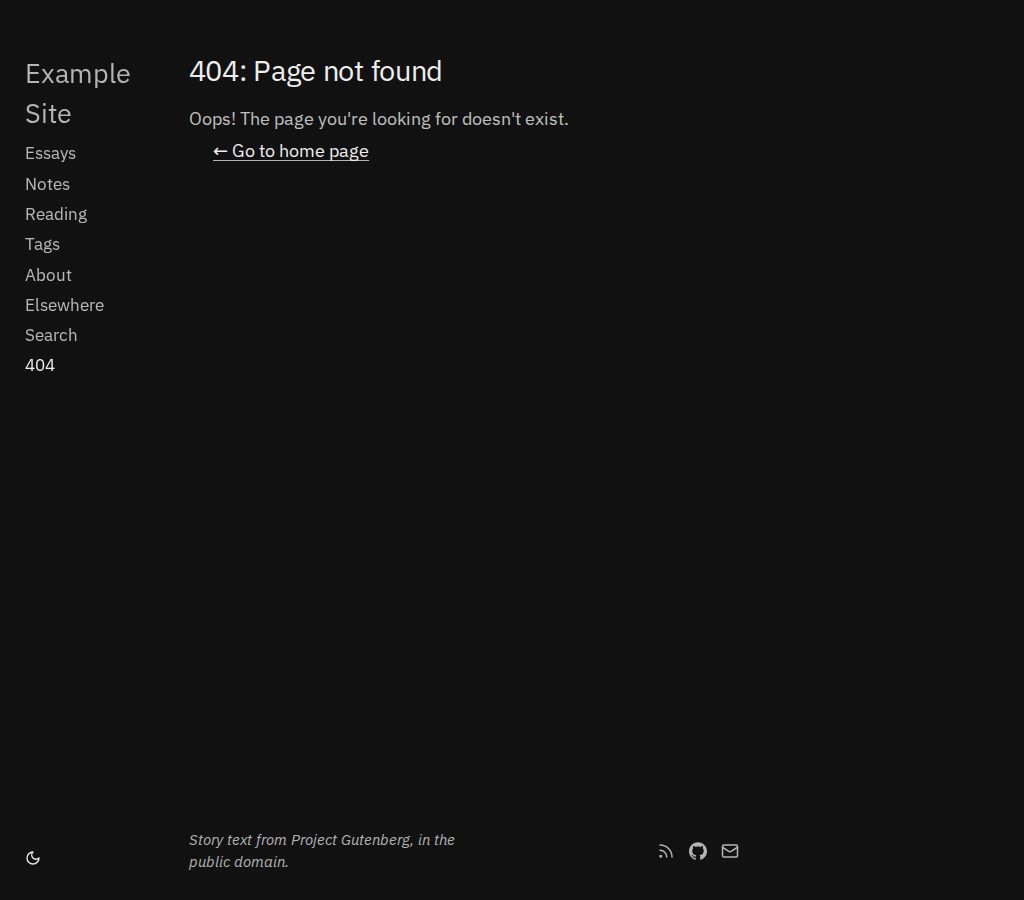 Example
Site
Essays
Notes
Reading
Tags
About
Elsewhere
Search
404
404: Page not found
Oops! The page you're looking for doesn't exist.
← Go to home page
Story text from Project Gutenberg, in the
public domain.